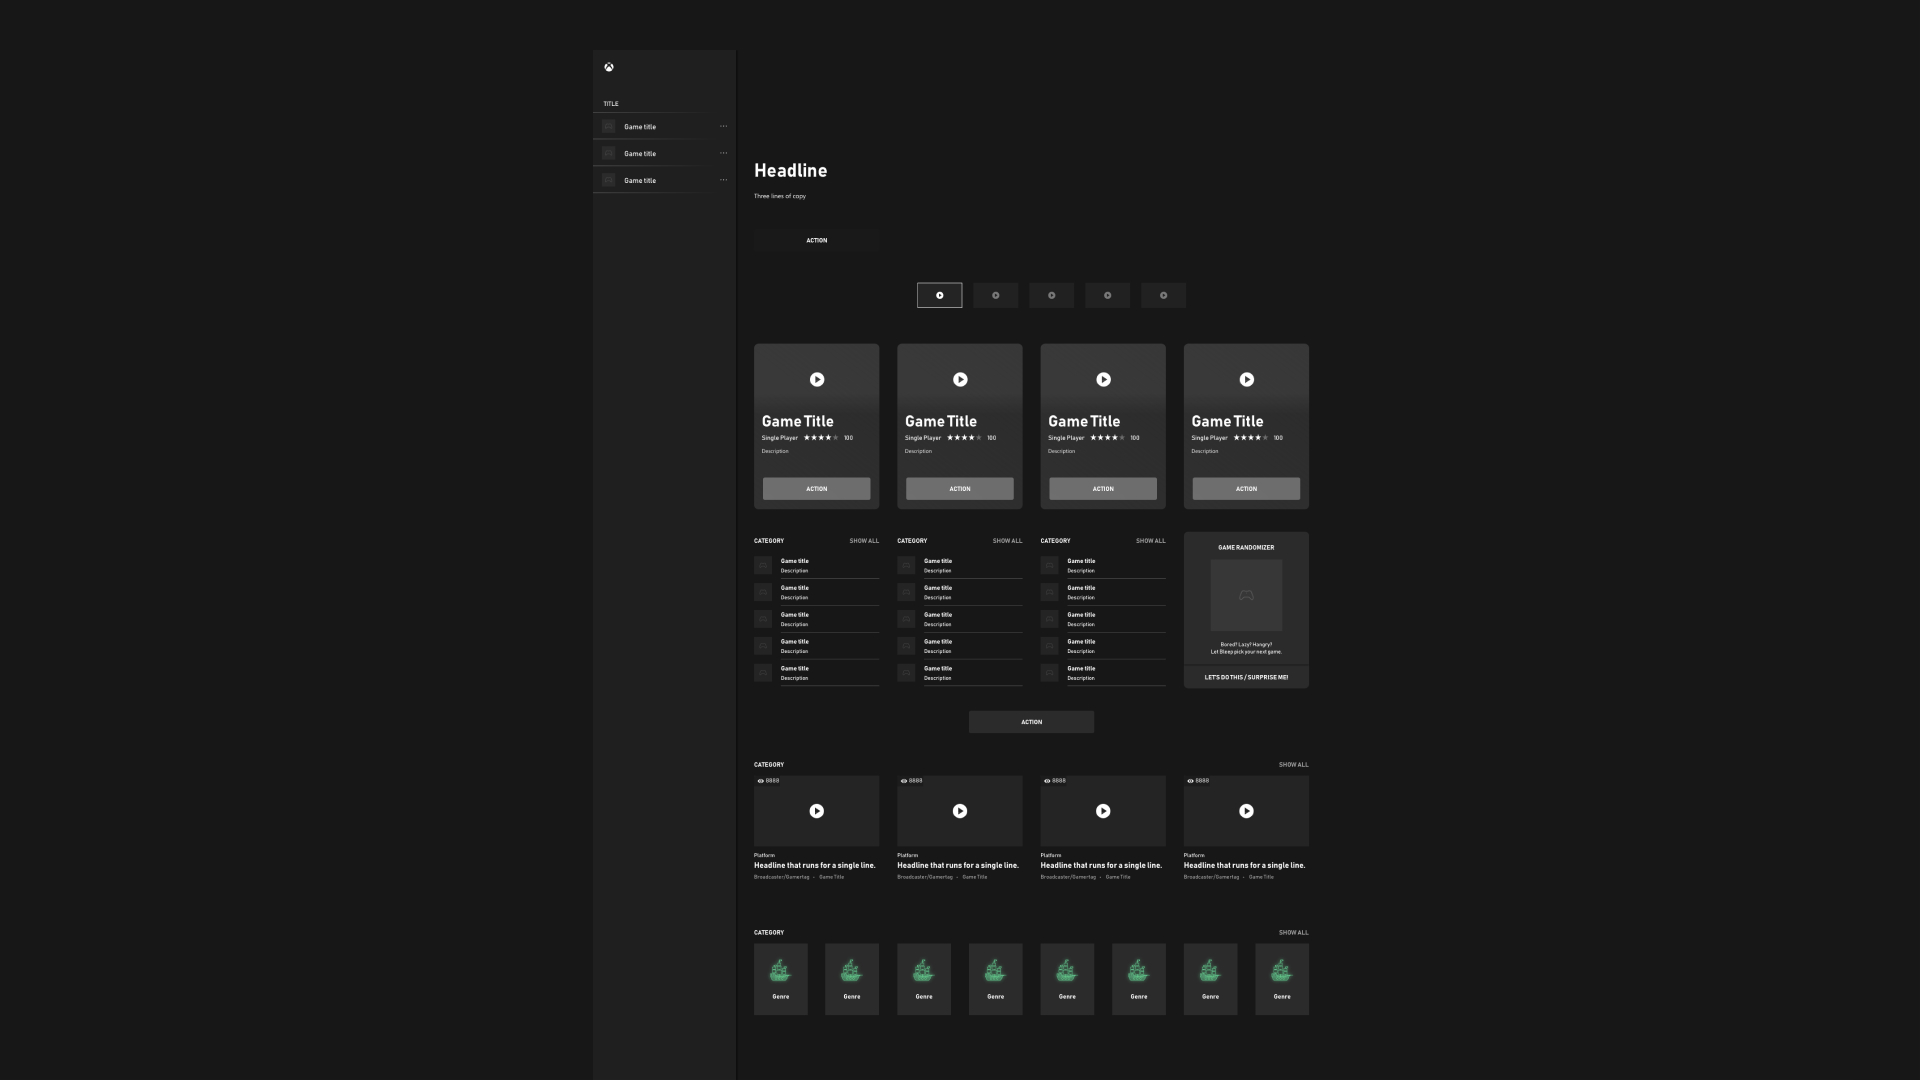 TITLE
Game title
Game title
Game title
Headline
Three lines of copy
ACTION
Game Title
Single Player 100
Description
ACTION
Game Title
Single Player 100
Description
ACTION
Game Title
Single Player 100
Description
ACTION
Game Title
Single Player 100
Description
ACTION
CATEGORY SHOW ALL
Game title
Description
Game title
Description
Game title
Description
Game title
Description
Game title
Description
CATEGORY SHOW ALL
Game title
Description
Game title
Description
Game title
Description
Game title
Description
Game title
Description
CATEGORY SHOW ALL
Game title
Description
Game title
Description
Game title
Description
Game title
Description
Game title
Description
GAME RANDOMIZER
Bored? Lazy? Hangry?
Let Bleep pick your next game.
LET'S DO THIS / SURPRISE ME!
ACTION
CATEGORY SHOW ALL
8888
Platform
Headline that runs for a single line.
Broadcaster/Gamertag • Game Title
8888
Platform
Headline that runs for a single line.
Broadcaster/Gamertag • Game Title
8888
Platform
Headline that runs for a single line.
Broadcaster/Gamertag • Game Title
8888
Platform
Headline that runs for a single line.
Broadcaster/Gamertag • Game Title
CATEGORY SHOW ALL
Genre
Genre
Genre
Genre
Genre
Genre
Genre
Genre